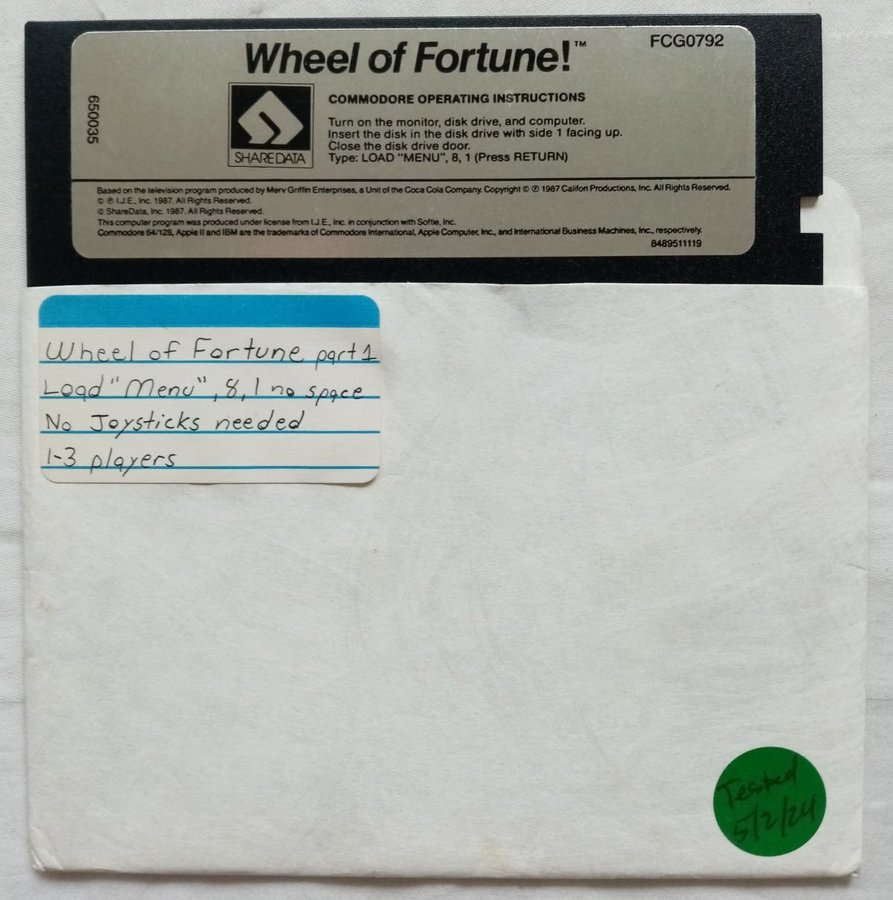 Wheel of Fortune!™
FCG0792
650035
SHAREDATA
COMMODORE OPERATING INSTRUCTIONS
Turn on the monitor, disk drive, and computer.
Insert the disk in the disk drive with side 1 facing up.
Close the disk drive door.
Type: LOAD "MENU", 8, 1 (Press RETURN)
Based on the television program produced by Merv Griffin Enterprises, a Unit of the Coca Cola Company. Copyright © ℗ 1987 Califon Productions, Inc. All Rights Reserved.
© ℗ I.J.E., Inc. 1987. All Rights Reserved.
© ShareData, Inc. 1987. All Rights Reserved.
This computer program was produced under license from I.J.E., Inc. in conjunction with Softie, Inc.
Commodore 64/128, Apple II and IBM are the trademarks of Commodore International, Apple Computer, Inc., and International Business Machines, Inc., respectively.
8489511119
Wheel of Fortune part 1
Load "Menu", 8, 1 no space
No Joysticks needed
1-3 players
Tested
5/2/24